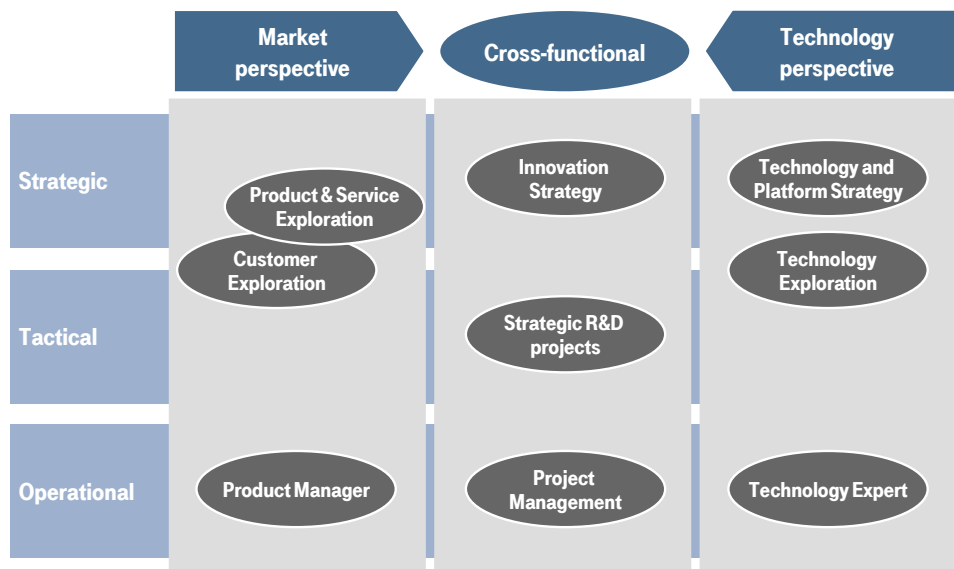 Market
perspective
Cross-functional
Technology
perspective
Strategic
Product & Service
Exploration
Customer
Exploration
Innovation
Strategy
Technology and
Platform Strategy
Technology
Exploration
Tactical
Strategic R&D
projects
Operational
Product Manager
Project
Management
Technology Expert